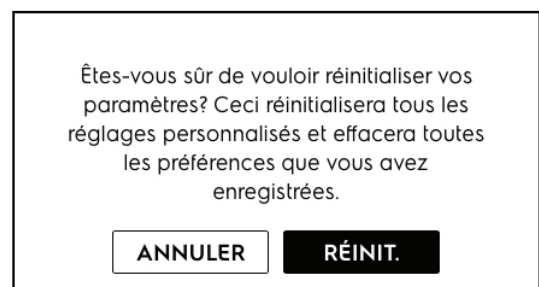 Êtes-vous sûr de vouloir réinitialiser vos
paramètres? Ceci réinitialisera tous les
réglages personnalisés et effacera toutes
les préférences que vous avez
enregistrées.
ANNULER
RÉINIT.